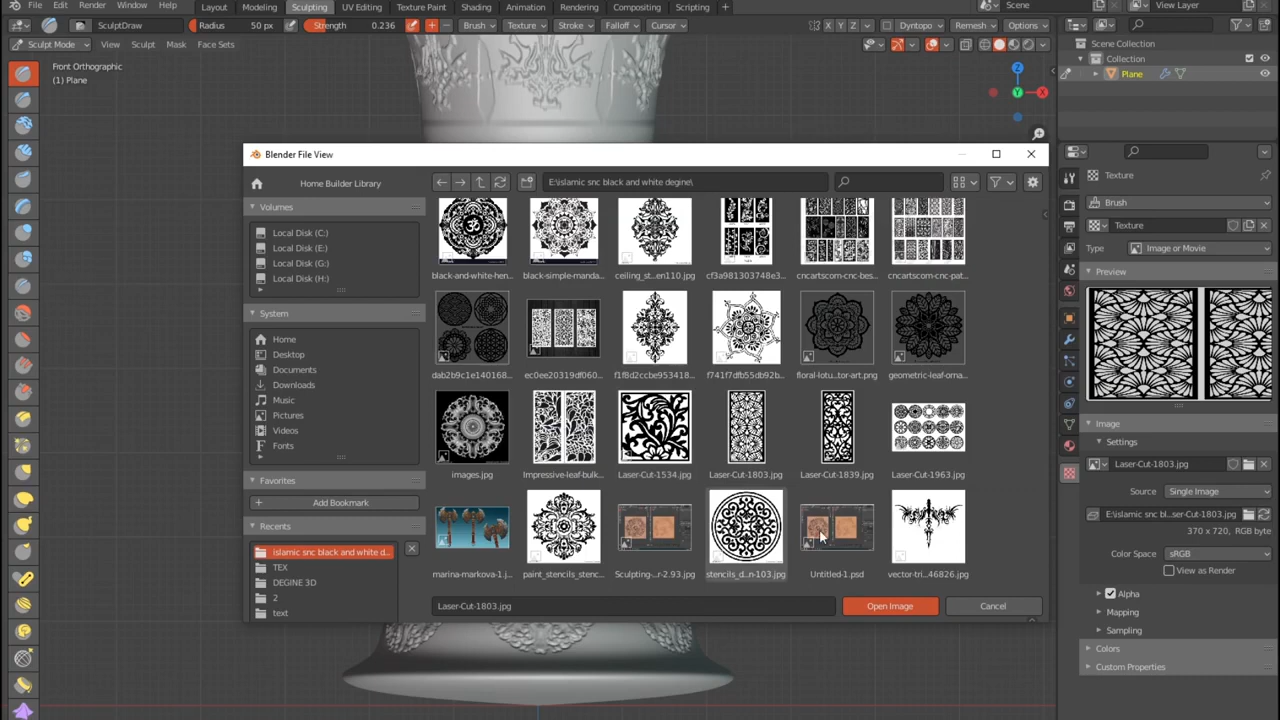 File Edit Render Window Help Layout Modeling Sculpting UV Editing Texture Paint Shading Animation Rendering Compositing Scripting + Scene View Layer
SculptDraw Radius 50 px Strength 0.236 Brush Texture Stroke Falloff Cursor X Y Z Dyntopo Remesh Options
Sculpt Mode View Sculpt Mask Face Sets
Scene Collection
Collection
Plane
Front Orthographic
(1) Plane
Z
Y
X
Blender File View
Home Builder Library
E:\islamic snc black and white degine\
Volumes
Local Disk (C:)
Local Disk (E:)
Local Disk (G:)
Local Disk (H:)
System
Home
Desktop
Documents
Downloads
Music
Pictures
Videos
Fonts
Favorites
Add Bookmark
Recents
islamic snc black and white d...
TEX
DEGINE 3D
2
text
black-and-white-hen... black-simple-manda... ceiling_st...en110.jpg cf3a981303748e3... cncartscom-cnc-bes... cncartscom-cnc-pat...
dab2b9c1e140168... ec0ee20319df060... f1f8d2ccbe953418... f741f7dfb55db92b... floral-lotu...tor-art.png geometric-leaf-orna...
images.jpg Impressive-leaf-bulk... Laser-Cut-1534.jpg Laser-Cut-1803.jpg Laser-Cut-1839.jpg Laser-Cut-1963.jpg
marina-markova-1.j... paint_stencils_stenc... Sculpting-...r-2.93.jpg stencils_d...n-103.jpg Untitled-1.psd vector-tri...46826.jpg
Laser-Cut-1803.jpg Open Image Cancel
Texture
Brush
Texture
Type Image or Movie
Preview
Image
Settings
Laser-Cut-1803.jpg
Source Single Image
E:\islamic snc bl...ser-Cut-1803.jpg
370 x 720, RGB byte
Color Space sRGB
View as Render
Alpha
Mapping
Sampling
Colors
Custom Properties